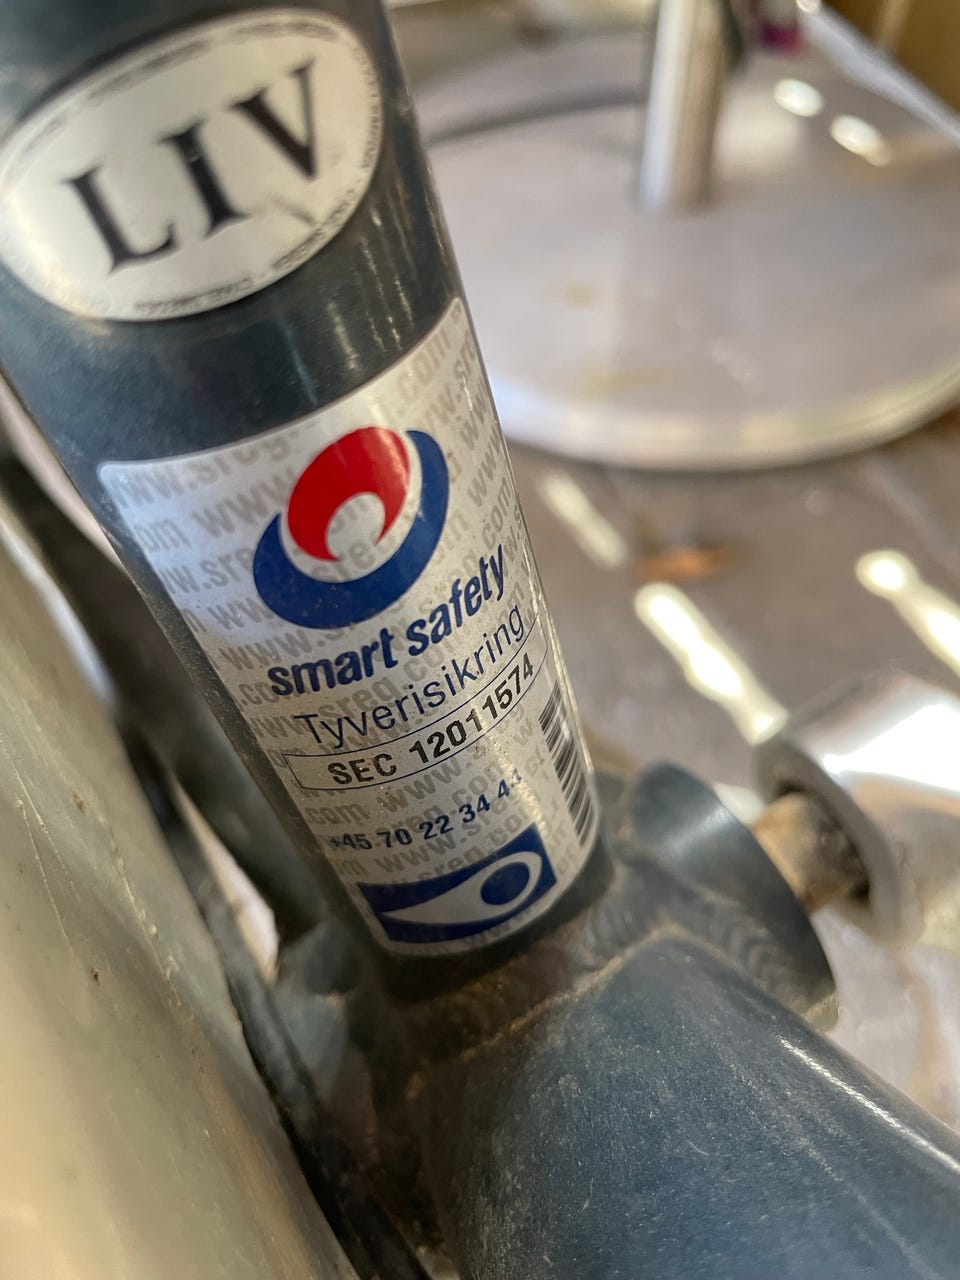 LIV
smart safety
Tyverisikring
SEC 12011574
+45 70 22 34 44